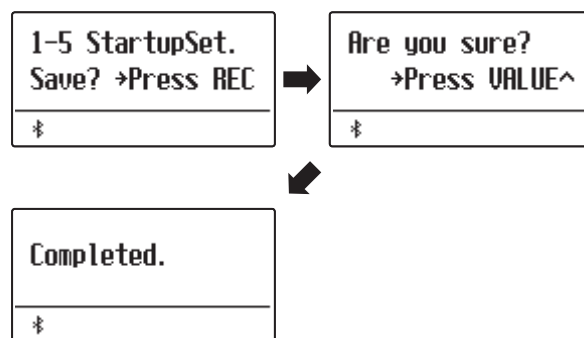 1-5 StartupSet.
Save? →Press REC
Are you sure?
→Press VALUE^
Completed.